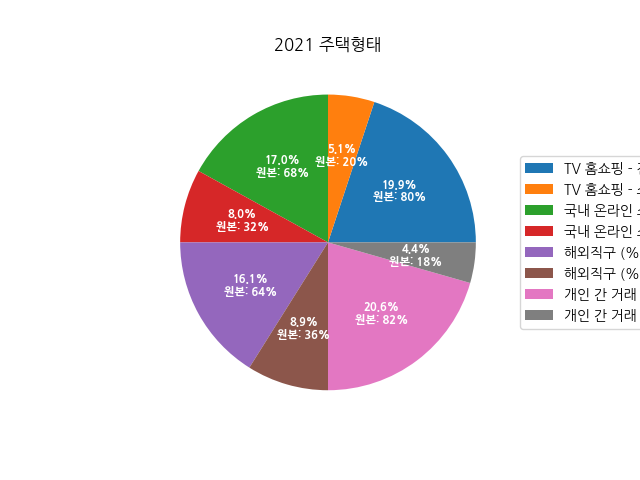 2021 주택형태
5.1%
원본: 20%
17.0%
원본: 68%
19.9%
원본: 80%
8.0%
원본: 32%
4.4%
원본: 18%
16.1%
원본: 64%
20.6%
원본: 82%
8.9%
원본: 36%
TV 홈쇼핑 -
TV 홈쇼핑 -
국내 온라인
국내 온라인
해외직구 (%
해외직구 (%
개인 간 거래
개인 간 거래